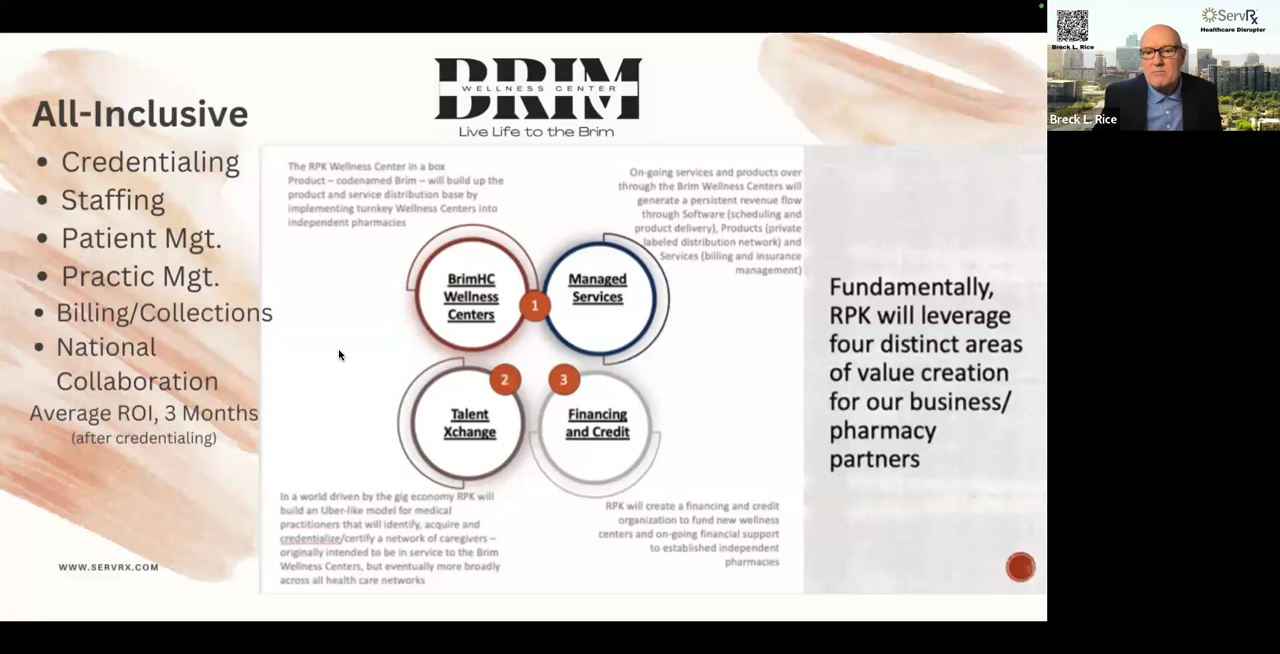 BRIM
WELLNESS CENTER
Live Life to the Brim
All-Inclusive
• Credentialing
• Staffing
• Patient Mgt.
• Practic Mgt.
• Billing/Collections
• National
Collaboration
Average ROI, 3 Months
(after credentialing)
WWW.SERVRX.COM
The RPK Wellness Center in a box
Product – codenamed Brim – will build up the
product and service distribution base by
implementing turnkey Wellness Centers into
independent pharmacies
On-going services and products over
through the Brim Wellness Centers will
generate a persistent revenue flow
through Software (scheduling and
product delivery), Products (private
labeled distribution network) and
Services (billing and insurance
management)
BrimHC
Wellness
Centers
1
Managed
Services
2
Talent
Xchange
3
Financing
and Credit
In a world driven by the gig economy RPK will
build an Uber-like model for medical
practitioners that will identify, acquire and
credentialize/certify a network of caregivers –
originally intended to be in service to the Brim
Wellness Centers, but eventually more broadly
across all health care networks
RPK will create a financing and credit
organization to fund new wellness
centers and on-going financial support
to established independent
pharmacies
Fundamentally,
RPK will leverage
four distinct areas
of value creation
for our business/
pharmacy
partners
Breck L. Rice
ServRx
Healthcare Disrupter
Breck L. Rice